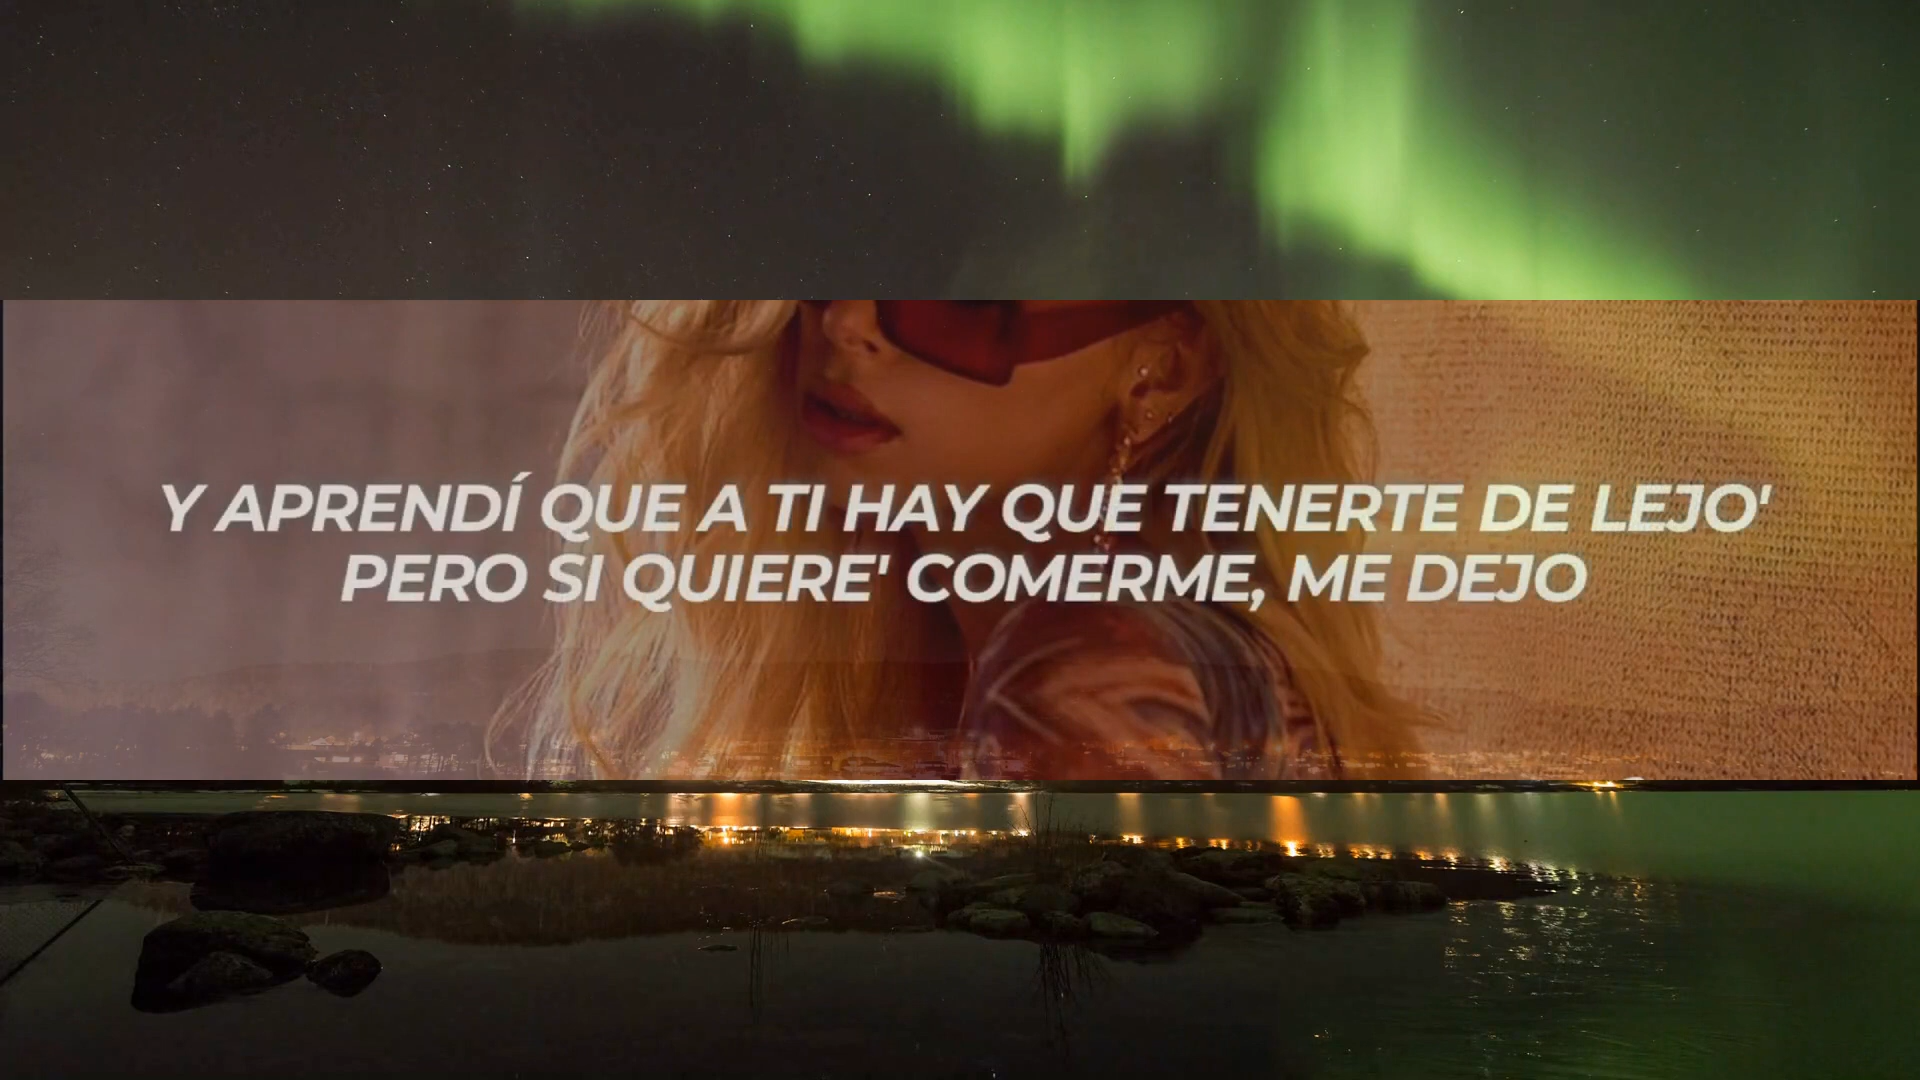 Y APRENDÍ QUE A TI HAY QUE TENERTE DE LEJO'
PERO SI QUIERE' COMERME, ME DEJO